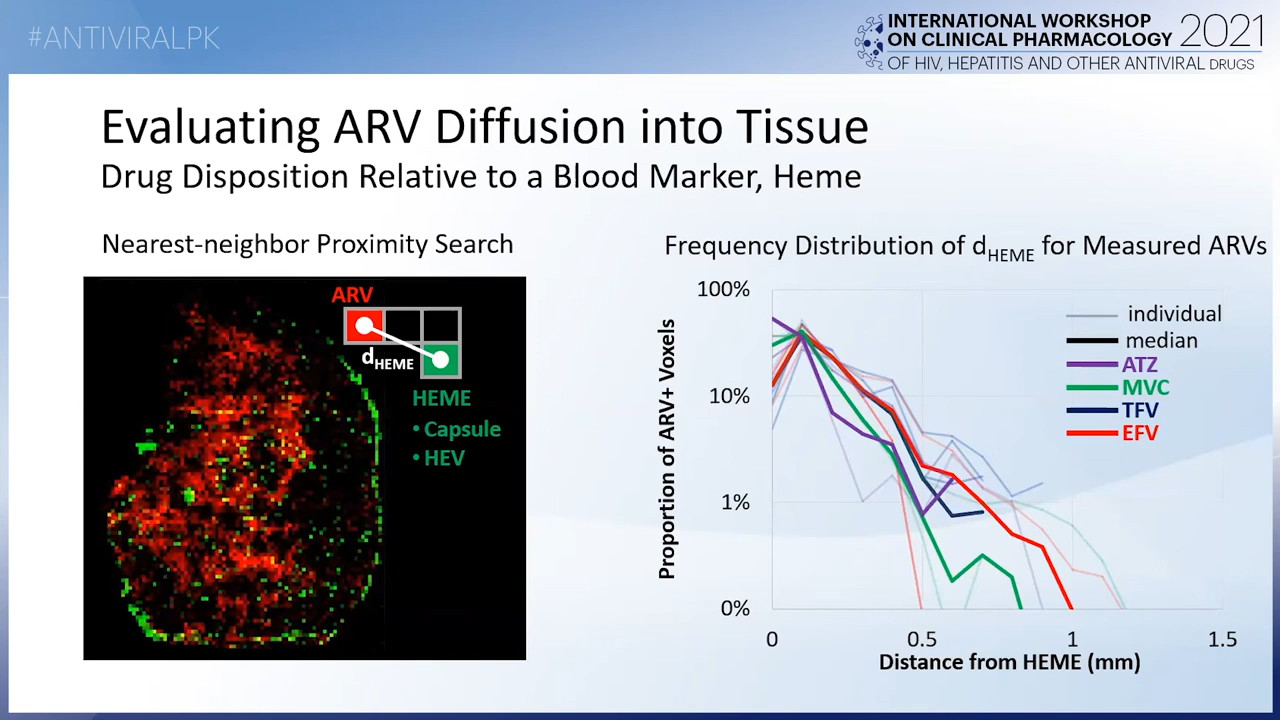 #ANTIVIRALPK
INTERNATIONAL WORKSHOP
ON CLINICAL PHARMACOLOGY 2021
OF HIV, HEPATITIS AND OTHER ANTIVIRAL DRUGS
Evaluating ARV Diffusion into Tissue
Drug Disposition Relative to a Blood Marker, Heme
Nearest-neighbor Proximity Search
ARV
dHEME
HEME
• Capsule
• HEV
Frequency Distribution of dHEME for Measured ARVs
Proportion of ARV+ Voxels
100%
10%
1%
0%
individual
median
ATZ
MVC
TFV
EFV
0 0.5 1 1.5
Distance from HEME (mm)